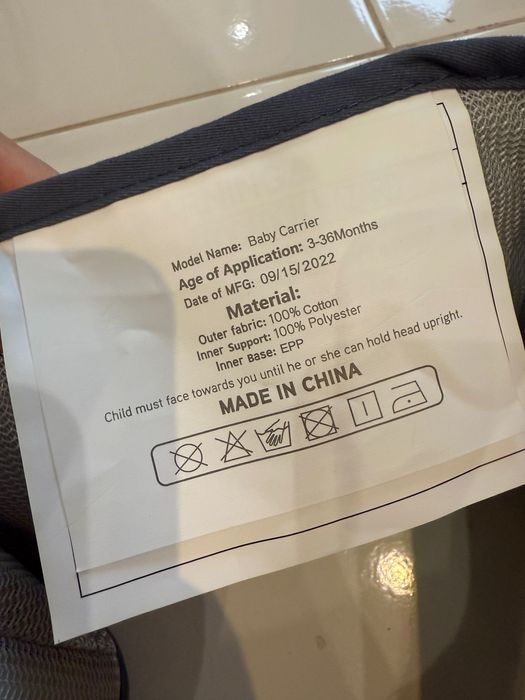 Model Name: Baby Carrier
Age of Application: 3-36Months
Date of MFG: 09/15/2022
Material:
Outer fabric: 100% Cotton
Inner Support: 100% Polyester
Inner Base: EPP
Child must face towards you until he or she can hold head upright.
MADE IN CHINA